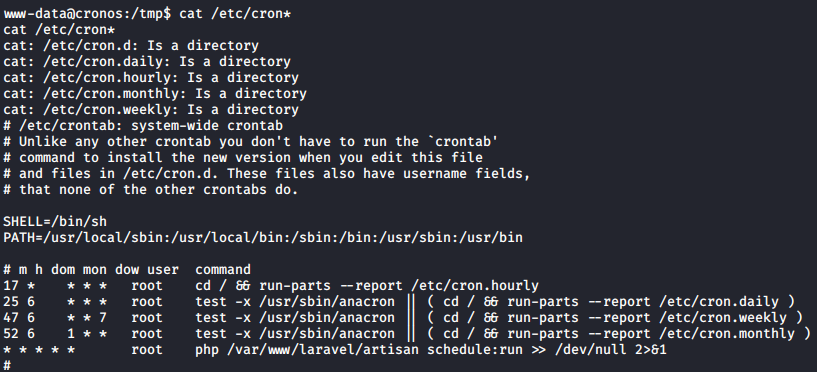 www-data@cronos:/tmp$ cat /etc/cron*
cat /etc/cron*
cat: /etc/cron.d: Is a directory
cat: /etc/cron.daily: Is a directory
cat: /etc/cron.hourly: Is a directory
cat: /etc/cron.monthly: Is a directory
cat: /etc/cron.weekly: Is a directory
# /etc/crontab: system-wide crontab
# Unlike any other crontab you don't have to run the `crontab'
# command to install the new version when you edit this file
# and files in /etc/cron.d. These files also have username fields,
# that none of the other crontabs do.

SHELL=/bin/sh
PATH=/usr/local/sbin:/usr/local/bin:/sbin:/bin:/usr/sbin:/usr/bin

# m h dom mon dow user  command
17 *    * * *   root    cd / && run-parts --report /etc/cron.hourly
25 6    * * *   root    test -x /usr/sbin/anacron || ( cd / && run-parts --report /etc/cron.daily )
47 6    * * 7   root    test -x /usr/sbin/anacron || ( cd / && run-parts --report /etc/cron.weekly )
52 6    1 * *   root    test -x /usr/sbin/anacron || ( cd / && run-parts --report /etc/cron.monthly )
* * * * *       root    php /var/www/laravel/artisan schedule:run >> /dev/null 2>&1
#